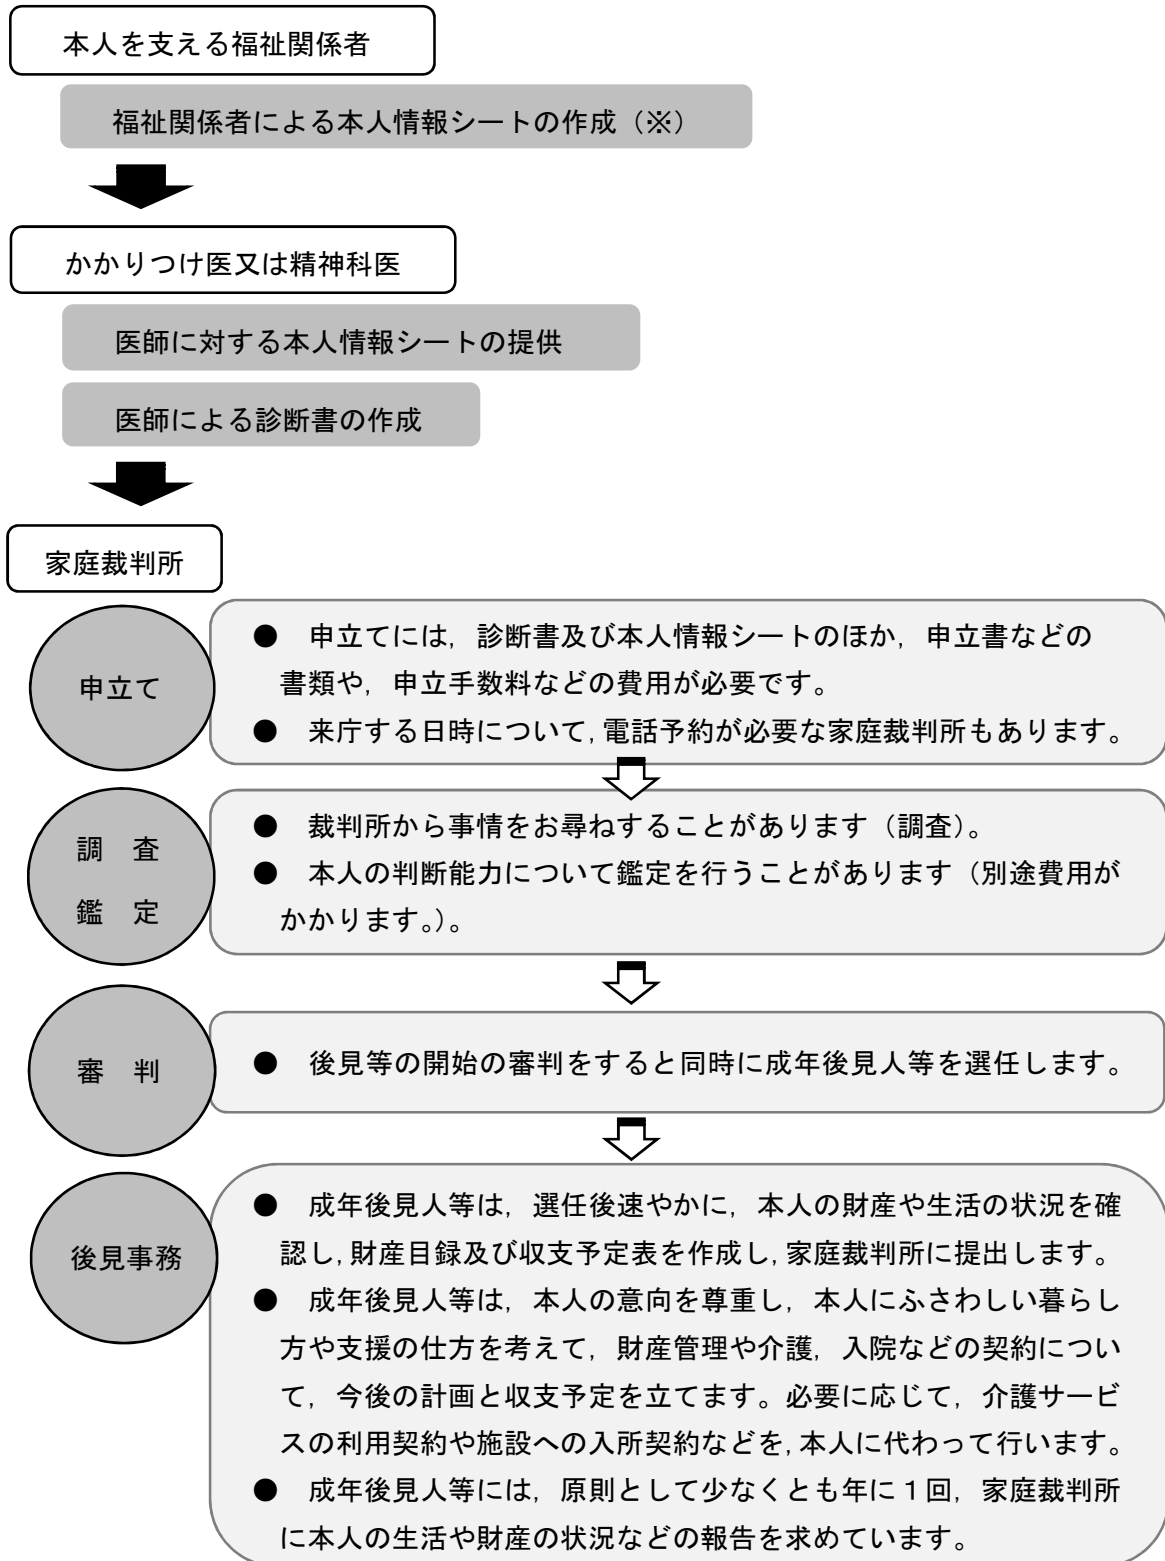 本人を支える福祉関係者
福祉関係者による本人情報シートの作成（※）
かかりつけ医又は精神科医
医師に対する本人情報シートの提供
医師による診断書の作成
家庭裁判所
申立て
●　申立てには，診断書及び本人情報シートのほか，申立書などの
書類や，申立手数料などの費用が必要です。
●　来庁する日時について，電話予約が必要な家庭裁判所もあります。
調　査
鑑　定
●　裁判所から事情をお尋ねすることがあります（調査）。
●　本人の判断能力について鑑定を行うことがあります（別途費用が
かかります。）。
審　判
●　後見等の開始の審判をすると同時に成年後見人等を選任します。
後見事務
●　成年後見人等は，選任後速やかに，本人の財産や生活の状況を確
認し，財産目録及び収支予定表を作成し，家庭裁判所に提出します。
●　成年後見人等は，本人の意向を尊重し，本人にふさわしい暮らし
方や支援の仕方を考えて，財産管理や介護，入院などの契約につい
て，今後の計画と収支予定を立てます。必要に応じて，介護サービ
スの利用契約や施設への入所契約などを，本人に代わって行います。
●　成年後見人等には，原則として少なくとも年に１回，家庭裁判所
に本人の生活や財産の状況などの報告を求めています。